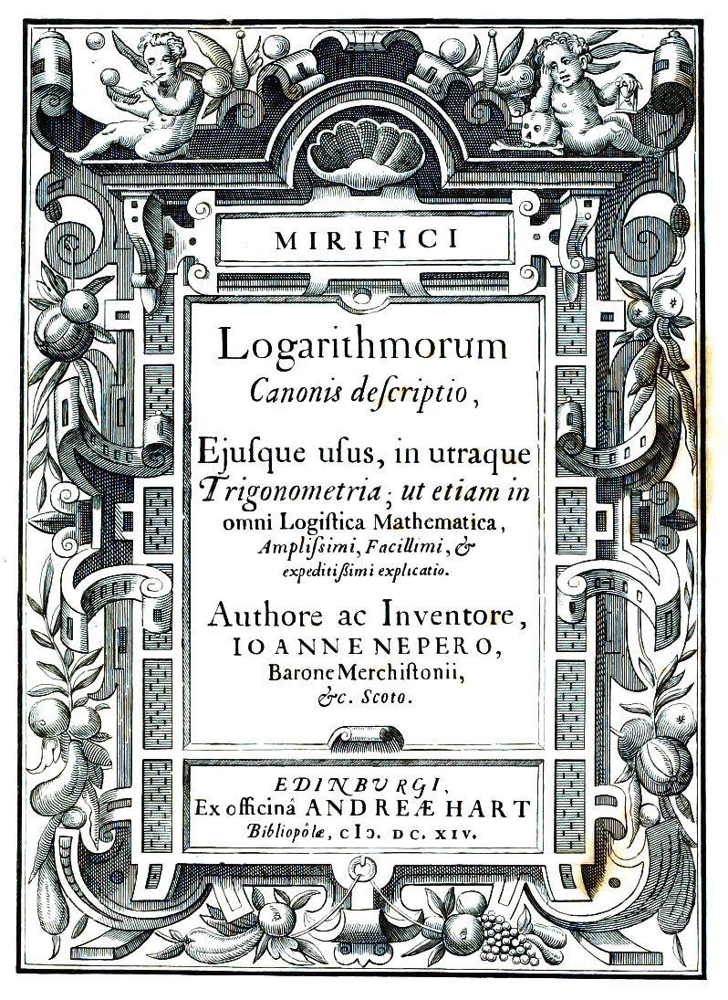 MIRIFICI
Logarithmorum
Canonis deſcriptio,
Ejuſque uſus, in utraque
Trigonometria; ut etiam in
omni Logiſtica Mathematica,
Ampliſsimi, Facillimi, &
expeditiſſimi explicatio.
Authore ac Inventore,
IOANNE NEPERO,
Barone Merchiſtonii,
&c. Scoto.
EDINBURGI,
Ex officinâ ANDREÆ HART
Bibliopôlæ, CIↃ. DC. XIV.